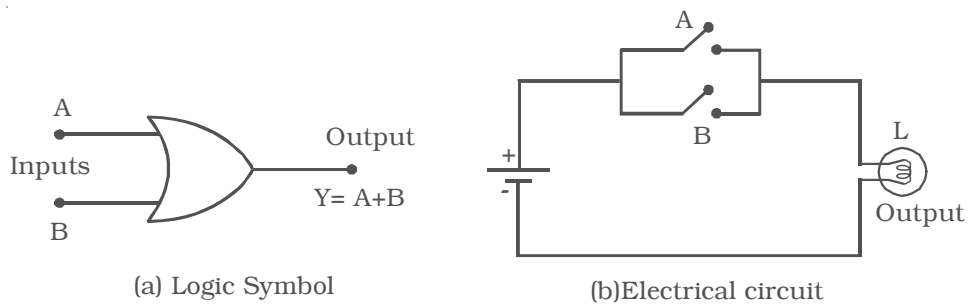 A
Inputs
B
Output
Y= A+B
(a) Logic Symbol
A
B
+
-
L
Output
(b)Electrical circuit